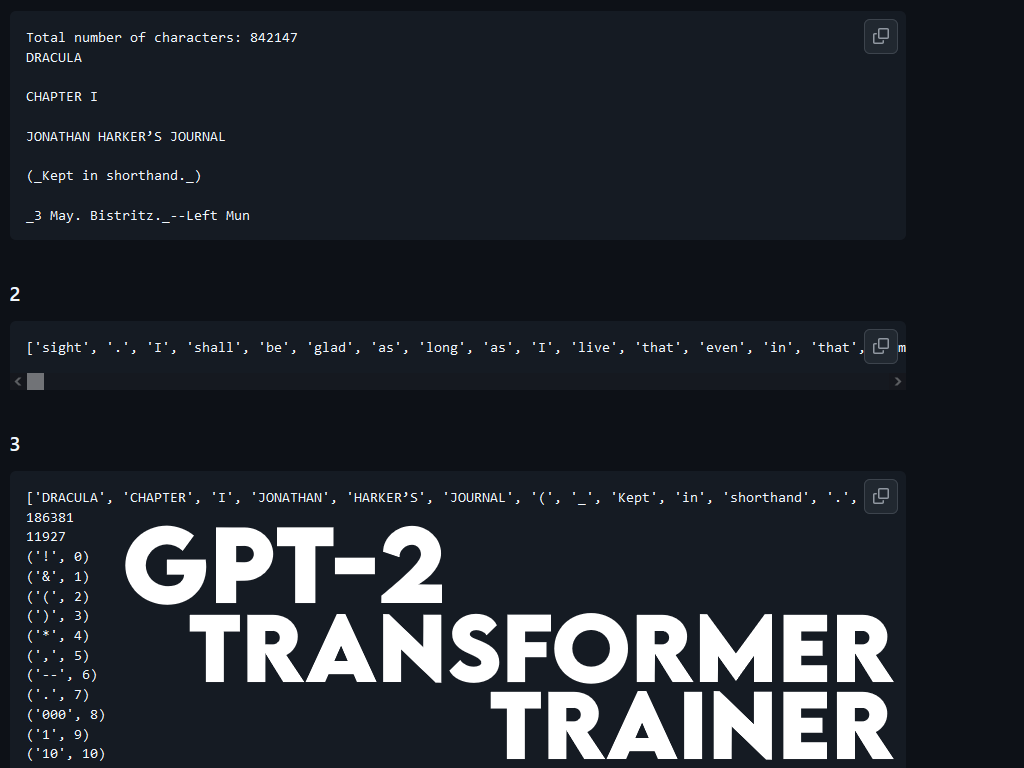 Total number of characters: 842147
DRACULA
CHAPTER I
JONATHAN HARKER’S JOURNAL
(_Kept in shorthand._)
_3 May. Bistritz._--Left Mun
2
['sight', '.', 'I', 'shall', 'be', 'glad', 'as', 'long', 'as', 'I', 'live', 'that', 'even', 'in', 'that',
3
['DRACULA', 'CHAPTER', 'I', 'JONATHAN', 'HARKER’S', 'JOURNAL', '(', '_', 'Kept', 'in', 'shorthand', '.',
186381
11927
('!', 0)
('&', 1)
('(', 2)
(')', 3)
('*', 4)
(',', 5)
('--', 6)
('.', 7)
('000', 8)
('1', 9)
('10', 10)
GPT-2
TRANSFORMER
TRAINER